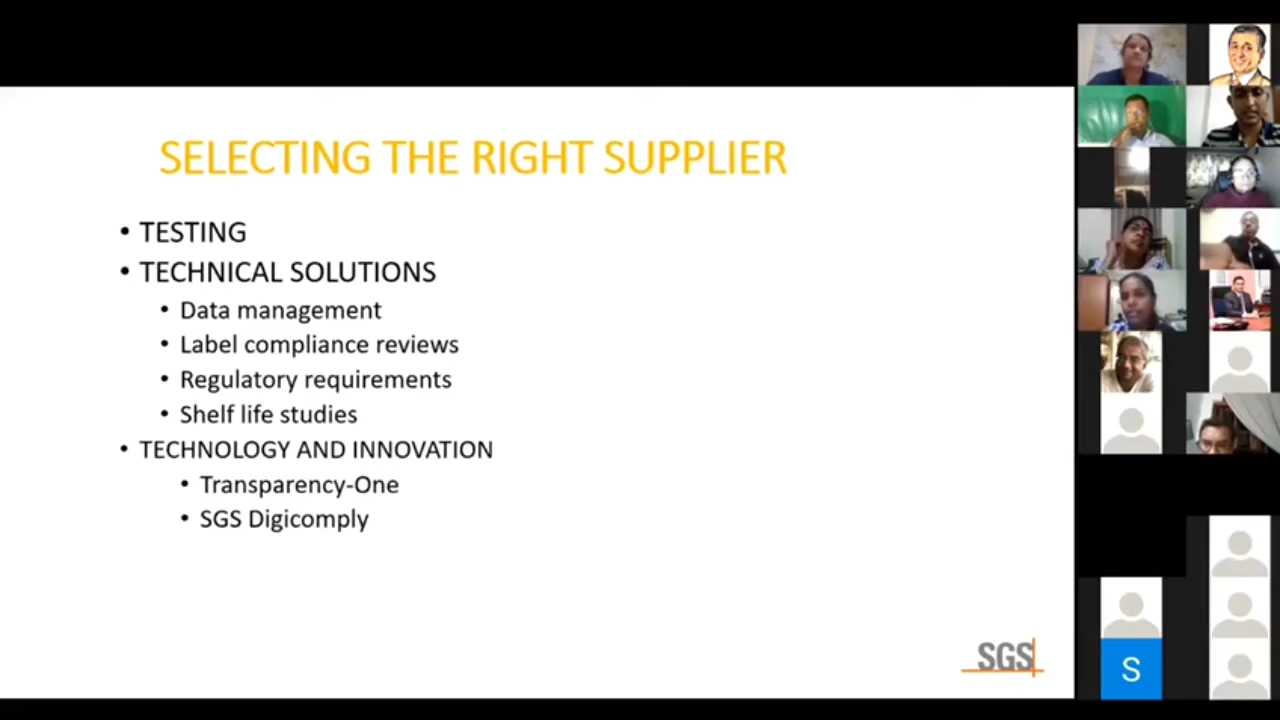 SELECTING THE RIGHT SUPPLIER
• TESTING
• TECHNICAL SOLUTIONS
• Data management
• Label compliance reviews
• Regulatory requirements
• Shelf life studies
• TECHNOLOGY AND INNOVATION
• Transparency-One
• SGS Digicomply
SGS
S